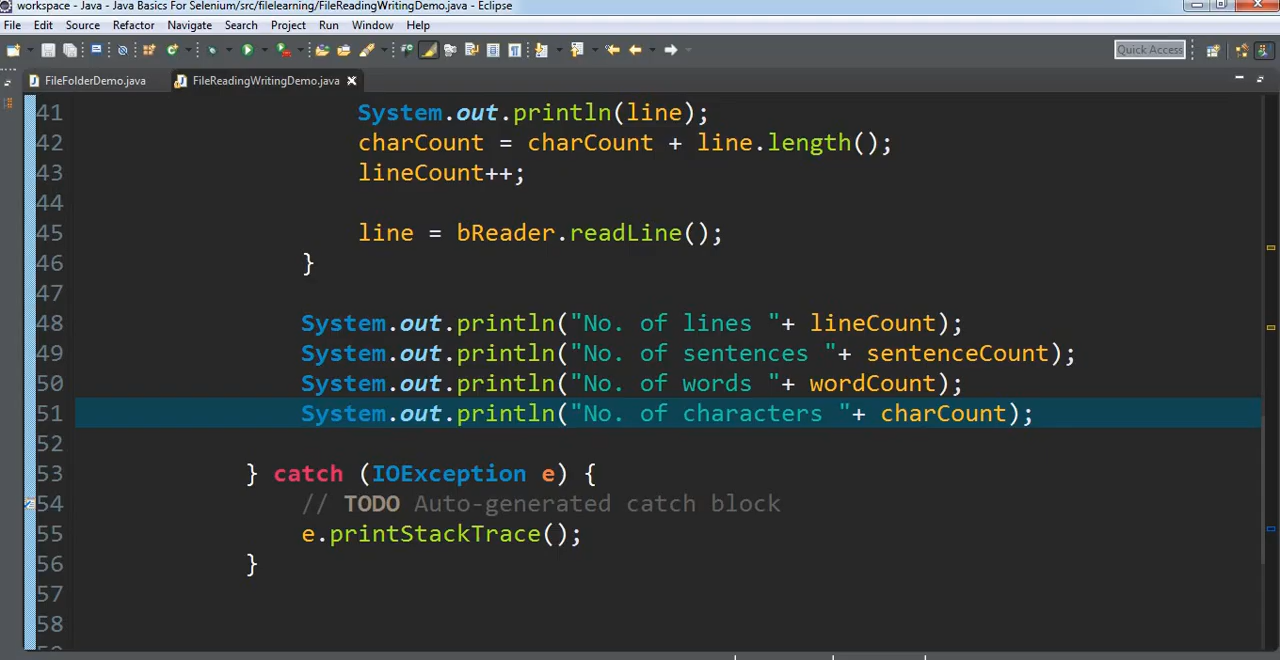 workspace - Java - Java Basics For Selenium/src/filelearning/FileReadingWritingDemo.java - Eclipse
File Edit Source Refactor Navigate Search Project Run Window Help
Quick Access
FileFolderDemo.java FileReadingWritingDemo.java
41 System.out.println(line);
42 charCount = charCount + line.length();
43 lineCount++;
44
45 line = bReader.readLine();
46 }
47
48 System.out.println("No. of lines "+ lineCount);
49 System.out.println("No. of sentences "+ sentenceCount);
50 System.out.println("No. of words "+ wordCount);
51 System.out.println("No. of characters "+ charCount);
52
53 } catch (IOException e) {
54 // TODO Auto-generated catch block
55 e.printStackTrace();
56 }
57
58